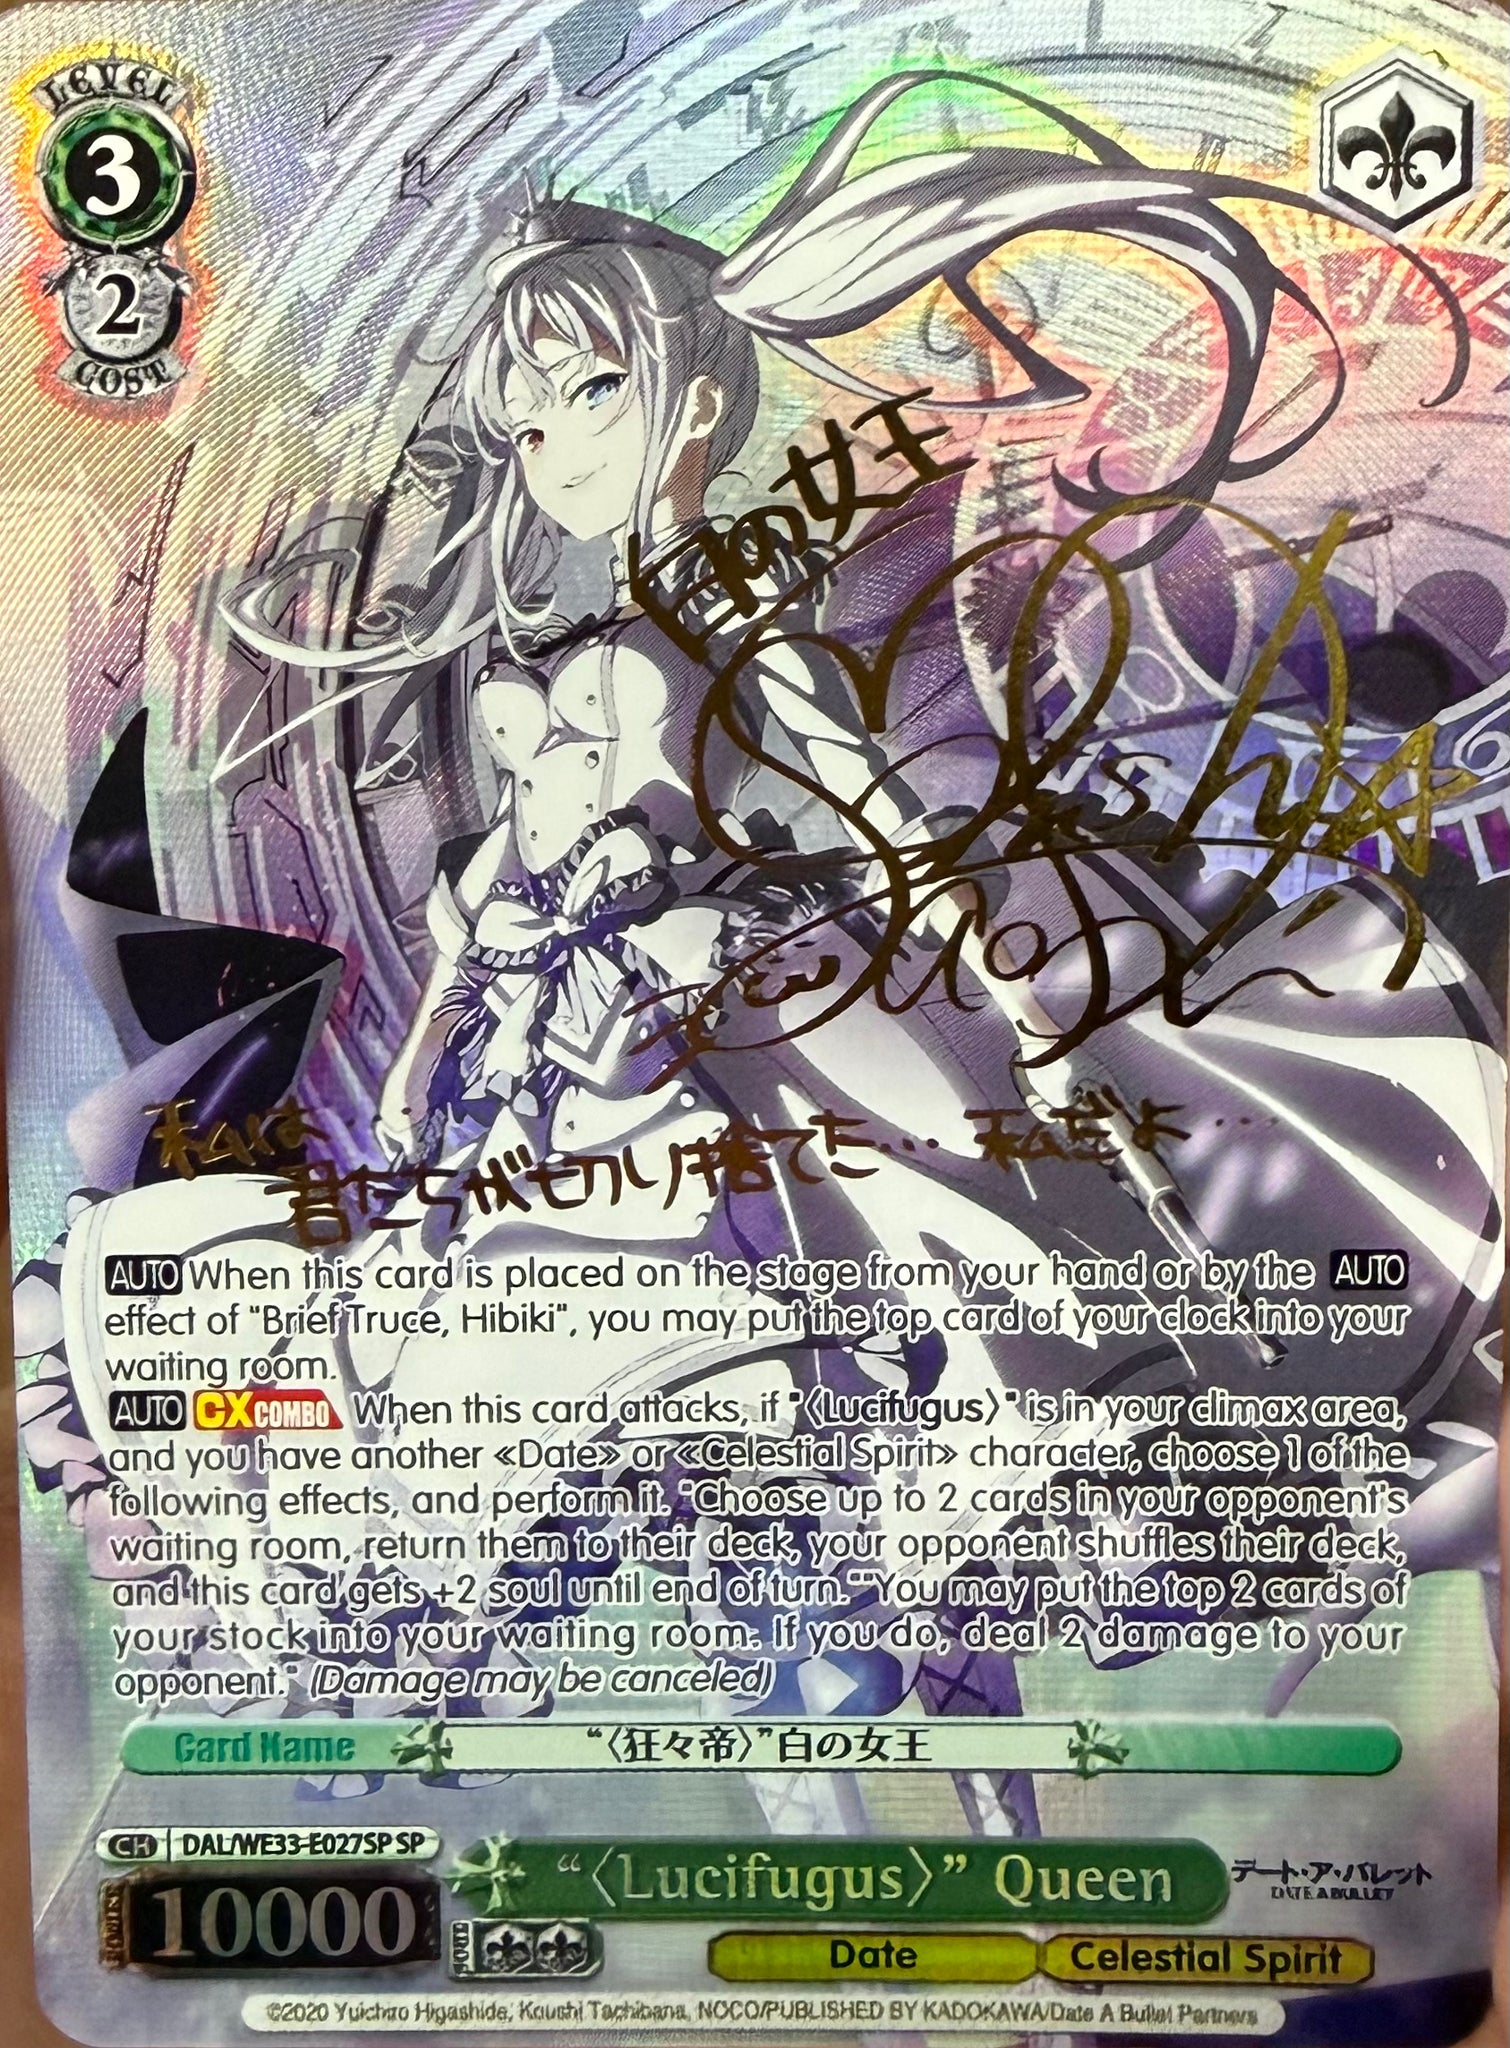 LEVEL
3
2
COST
白の女王
私は…
君たちが切り捨てた… 私だよ…
AUTO When this card is placed on the stage from your hand or by the AUTO
effect of "Brief Truce, Hibiki", you may put the top card of your clock into your
waiting room.
AUTO CX COMBO When this card attacks, if "〈Lucifugus〉" is in your climax area,
and you have another «Date» or «Celestial Spirit» character, choose 1 of the
following effects, and perform it. "Choose up to 2 cards in your opponent's
waiting room, return them to their deck, your opponent shuffles their deck,
and this card gets +2 soul until end of turn." "You may put the top 2 cards of
your stock into your waiting room. If you do, deal 2 damage to your
opponent." (Damage may be canceled)
Card Name "〈狂々帝〉"白の女王
CH DAL/WE33-E027SP SP
10000 "〈Lucifugus〉" Queen デート・ア・バレット
DATE A BULLET
Date Celestial Spirit
©2020 Yuichiro Higashide, Koushi Tachibana, NOCO/PUBLISHED BY KADOKAWA/Date A Bullet Partners